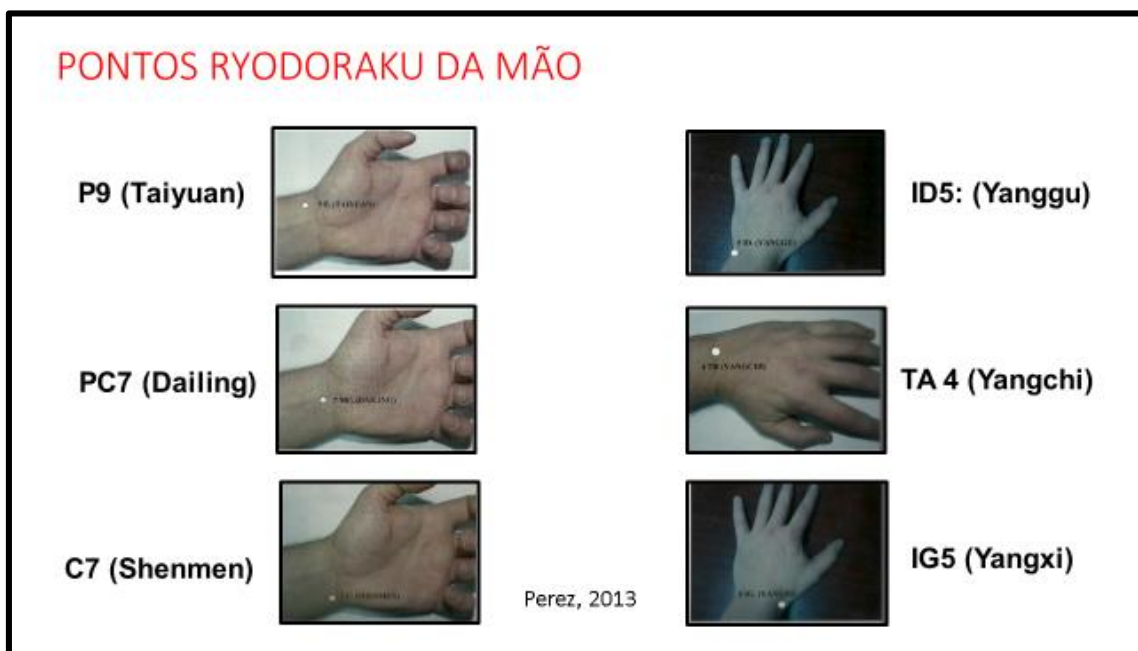 PONTOS RYODORAKU DA MÃO
P9 (Taiyuan)
ID5: (Yanggu)
PC7 (Dailing)
TA 4 (Yangchi)
C7 (Shenmen)
IG5 (Yangxi)
Perez, 2013